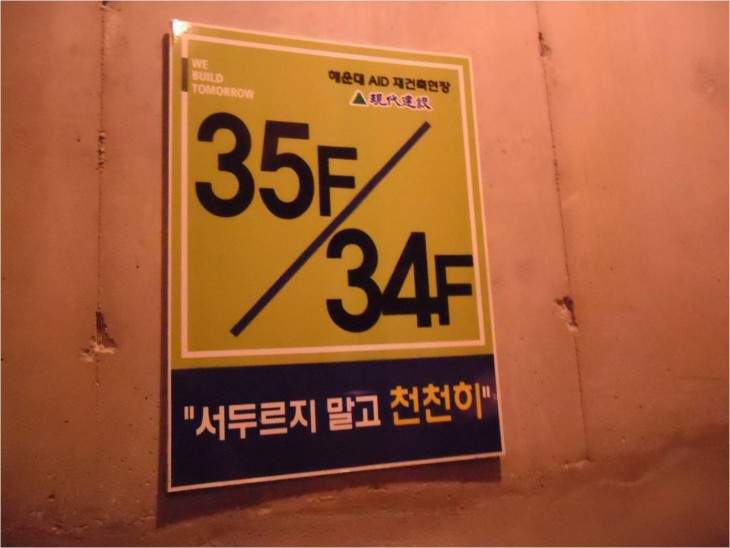 WE
BUILD
TOMORROW
해운대 AID 재건축현장
現代建設
35F
34F
"서두르지 말고 천천히"